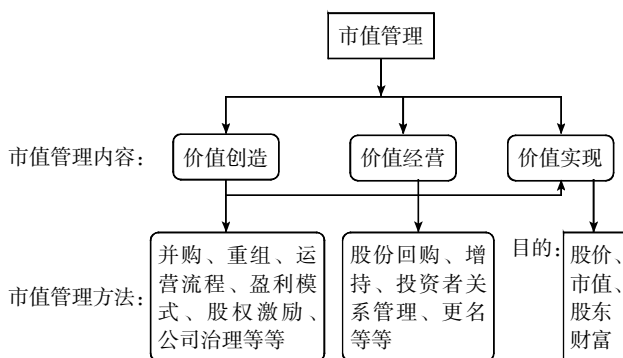 市值管理
市值管理内容：
价值创造
价值经营
价值实现
市值管理方法：
并购、重组、运
营流程、盈利模
式、股权激励、
公司治理等等
股份回购、增
持、投资者关
系管理、更名
等等
目的：
股价、
市值、
股东
财富